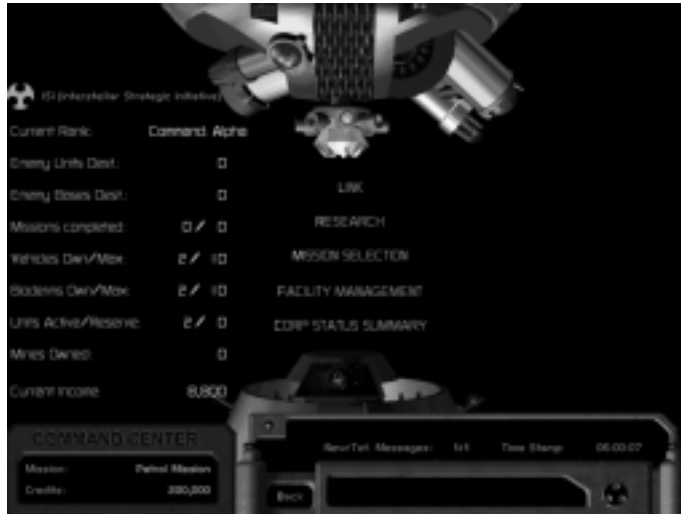 ISI (Interstellar Strategic Initiative)
Current Rank: Command: Alpha
Enemy Units Dest.: 0
Enemy Bases Dest.: 0
Missions completed: 0 / 0
Vehicles Own/Max: 2 / 10
Bioderms Own/Max: 2 / 10
Units Active/Reserve: 2 / 0
Mines Owned: 0
Current Income: 8,800
LINK
RESEARCH
MISSION SELECTION
FACILITY MANAGEMENT
CORP STATUS SUMMARY
COMMAND CENTER
Mission: Patrol Mission
Credits: 200,000
New/Tot. Messages: 1/1 Time Stamp: 06:00:07
Back